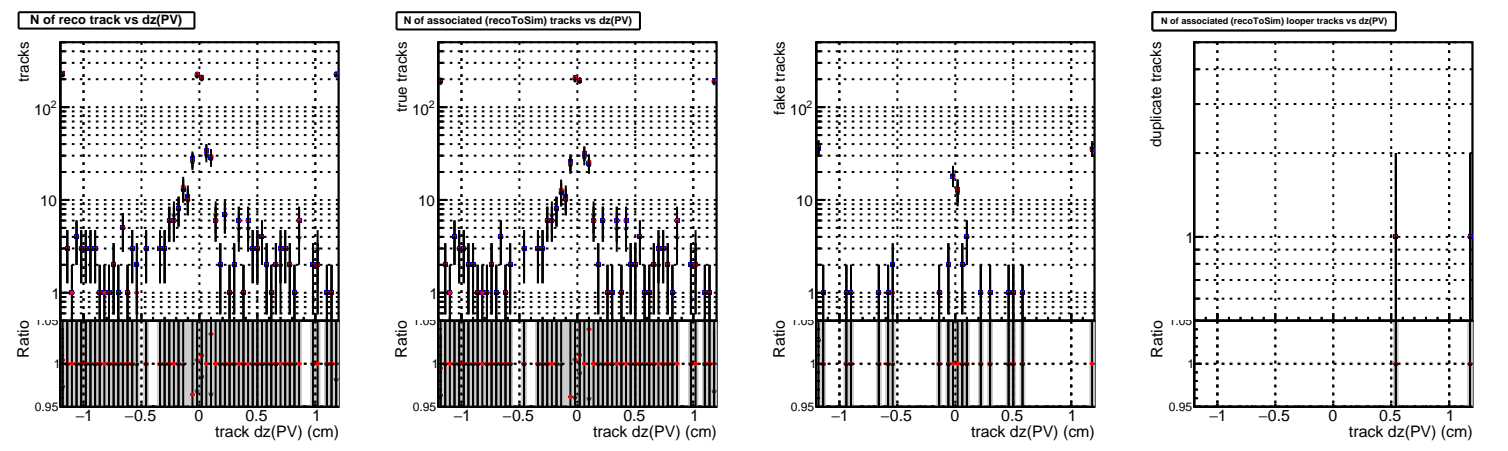 N of reco track vs dz(PV)
tracks
10²
10
1
1.05
Ratio
1
0.95
−1 −0.5 0 0.5 1
track dz(PV) (cm)
N of associated (recoToSim) tracks vs dz(PV)
true tracks
10²
10
1
1.05
Ratio
1
0.95
−1 −0.5 0 0.5 1
track dz(PV) (cm)
fake tracks
10²
10
1
1.05
Ratio
1
0.95
−1 −0.5 0 0.5 1
track dz(PV) (cm)
N of associated (recoToSim) looper tracks vs dz(PV)
duplicate tracks
1
1.05
Ratio
1
0.95
−1 −0.5 0 0.5 1
track dz(PV) (cm)